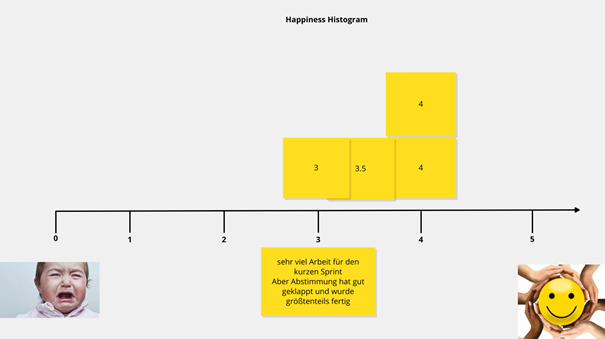 Happiness Histogram
4
3
3.5
4
0
1
2
3
4
5
sehr viel Arbeit für den
kurzen Sprint
Aber Abstimmung hat gut
geklappt und wurde
größtenteils fertig